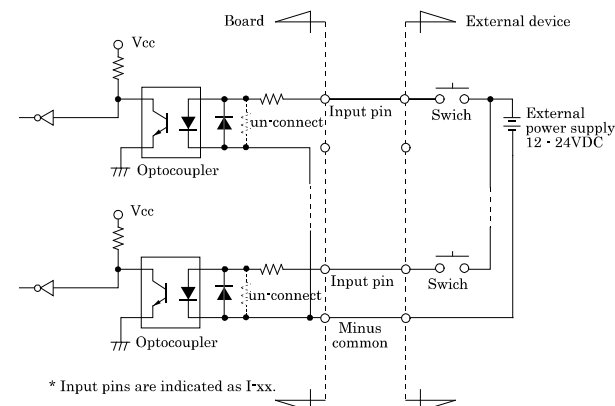 Board
External device
Vcc
Input pin
Swich
un-connect
External
power supply
12 - 24VDC
Optocoupler
Vcc
Input pin
Swich
un-connect
Optocoupler
Minus
common
* Input pins are indicated as I-xx.